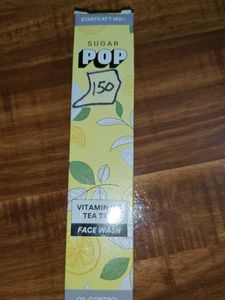 STARTS AT ₹ 169/-
SUGAR
POP
150
VITAMIN C &
TEA TREE
FACE WASH
OIL-CONTROL